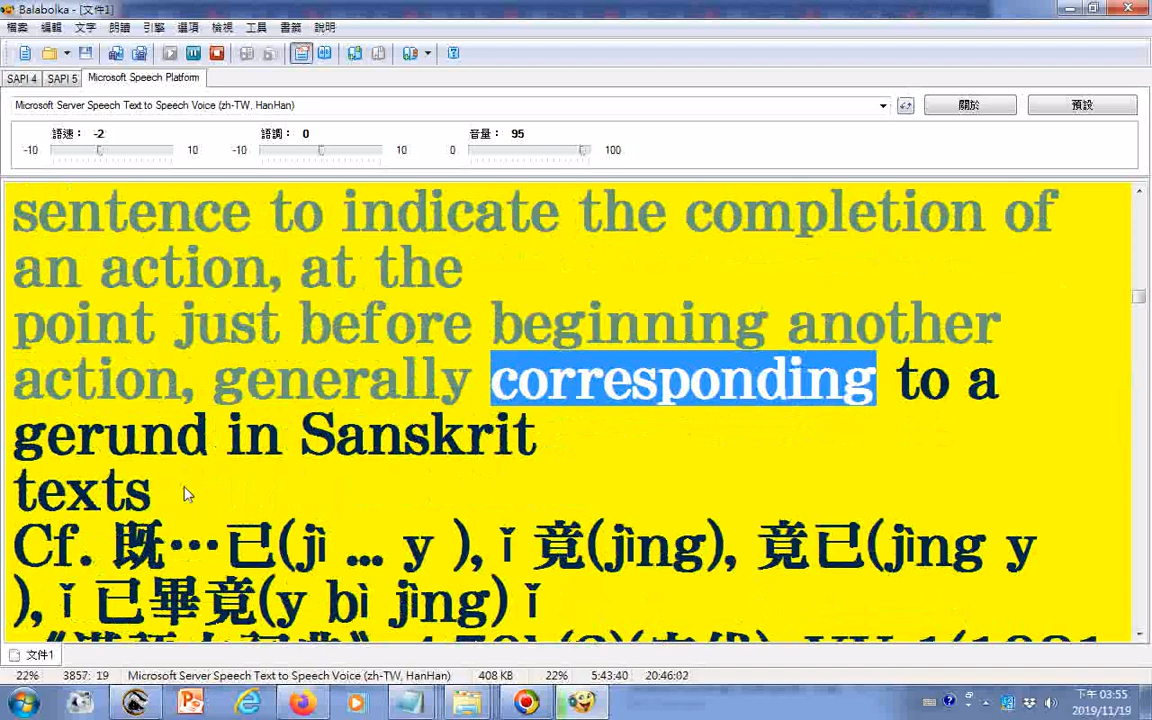 Balabolka - [文件1]
檔案 編輯 文字 朗讀 引擎 選項 檢視 工具 書籤 說明
SAPI 4 SAPI 5 Microsoft Speech Platform
Microsoft Server Speech Text to Speech Voice (zh-TW, HanHan) 關於 預設
語速： -2 語調： 0 音量： 95
-10 10 -10 10 0 100
sentence to indicate the completion of
an action, at the
point just before beginning another
action, generally corresponding to a
gerund in Sanskrit
texts
Cf. 既…已(jì ... y ), ǐ 竟(jìng), 竟已(jìng y
), ǐ 已畢竟(y bì jìng) ǐ
文件1
22% 3857: 19 Microsoft Server Speech Text to Speech Voice (zh-TW, HanHan) 408 KB 22% 5:43:40 20:46:02
下午 03:55
2019/11/19